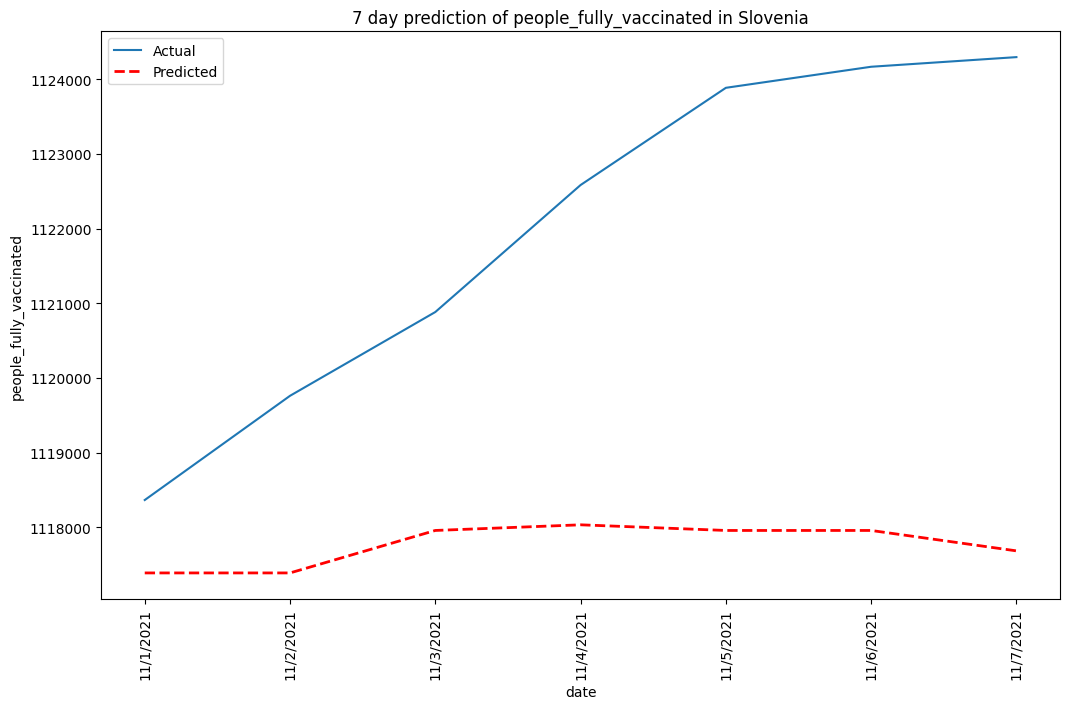 7 day prediction of people_fully_vaccinated in Slovenia
Actual
Predicted
1124000
1123000
1122000
1121000
1120000
1119000
1118000
people_fully_vaccinated
11/1/2021
11/2/2021
11/3/2021
11/4/2021
11/5/2021
11/6/2021
11/7/2021
date